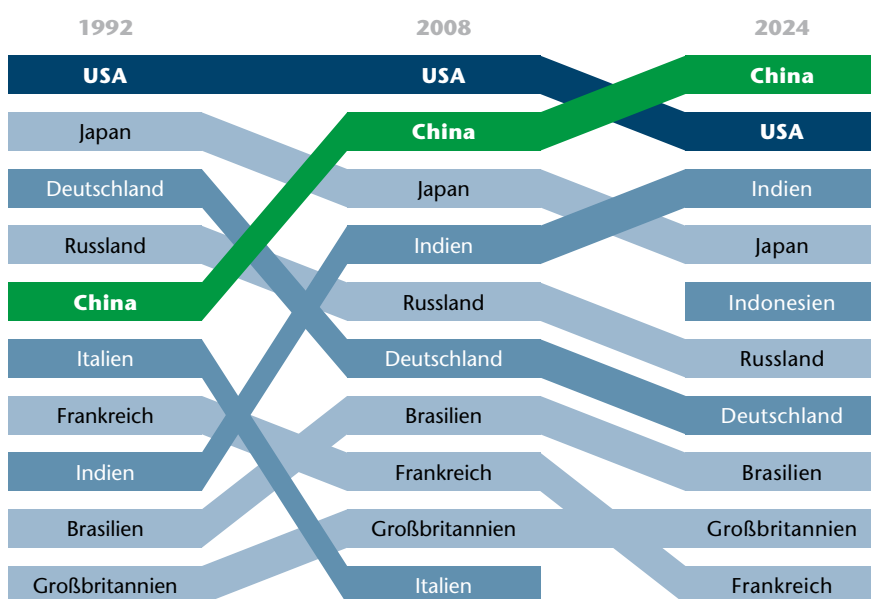 1992 2008 2024
USA USA China
Japan China USA
Deutschland Japan Indien
Russland Indien Japan
China Russland Indonesien
Italien Deutschland Russland
Frankreich Brasilien Deutschland
Indien Frankreich Brasilien
Brasilien Großbritannien Großbritannien
Großbritannien Italien Frankreich